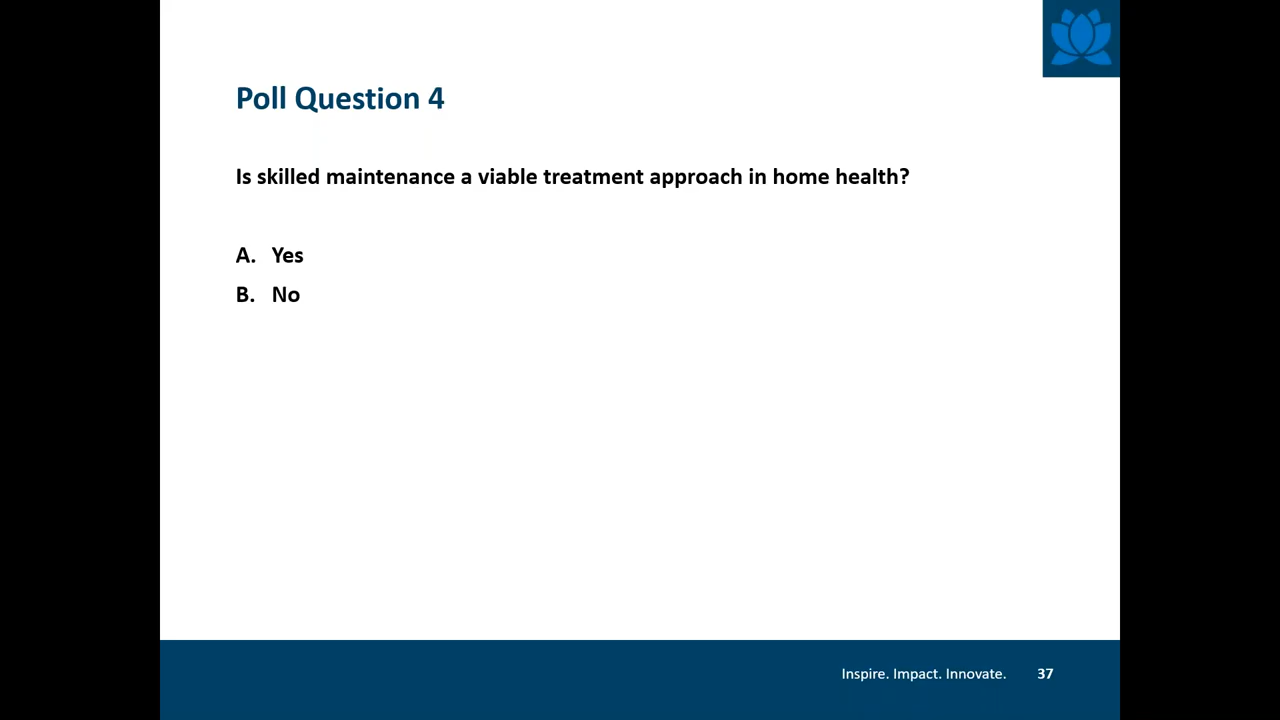 Poll Question 4
Is skilled maintenance a viable treatment approach in home health?
A. Yes
B. No
Inspire. Impact. Innovate. 37